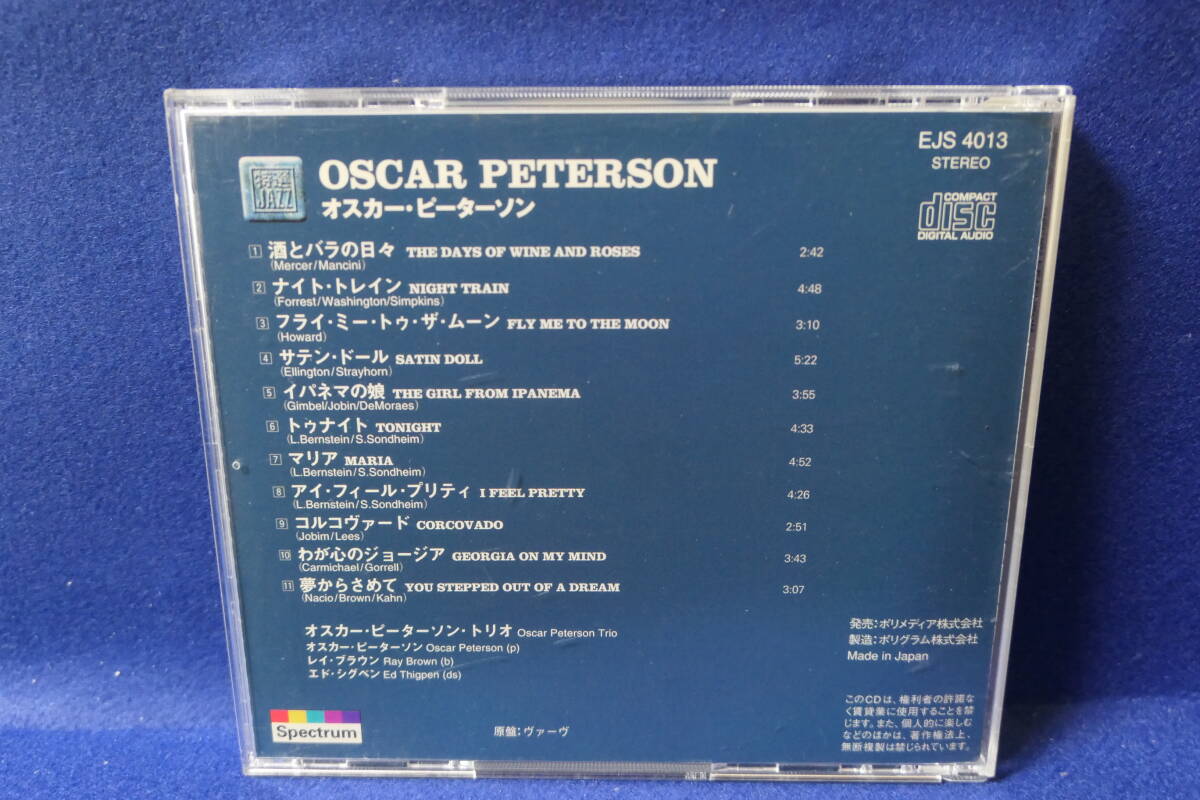 EJS 4013
STEREO
COMPACT
disc
DIGITAL AUDIO
特選
JAZZ
OSCAR PETERSON
オスカー・ピーターソン
1 酒とバラの日々 THE DAYS OF WINE AND ROSES 2:42
(Mercer/Mancini)
2 ナイト・トレイン NIGHT TRAIN 4:48
(Forrest/Washington/Simpkins)
3 フライ・ミー・トゥ・ザ・ムーン FLY ME TO THE MOON 3:10
(Howard)
4 サテン・ドール SATIN DOLL 5:22
(Ellington/Strayhorn)
5 イパネマの娘 THE GIRL FROM IPANEMA 3:55
(Gimbel/Jobin/DeMoraes)
6 トゥナイト TONIGHT 4:33
(L.Bernstein/S.Sondheim)
7 マリア MARIA 4:52
(L.Bernstein/S.Sondheim)
8 アイ・フィール・プリティ I FEEL PRETTY 4:26
(L.Bernstein/S.Sondheim)
9 コルコヴァード CORCOVADO 2:51
(Jobim/Lees)
10 わが心のジョージア GEORGIA ON MY MIND 3:43
(Carmichael/Gorrell)
11 夢からさめて YOU STEPPED OUT OF A DREAM 3:07
(Nacio/Brown/Kahn)
オスカー・ピーターソン・トリオ Oscar Peterson Trio
オスカー・ピーターソン Oscar Peterson (p)
レイ・ブラウン Ray Brown (b)
エド・シグペン Ed Thigpen (ds)
発売:ポリメディア株式会社
製造:ポリグラム株式会社
Made in Japan
このCDは、権利者の許諾な
く賃貸業に使用することを禁
じます。また、個人的に楽しむ
などのほかは、著作権法上、
無断複製は禁じられています。
Spectrum
原盤:ヴァーヴ